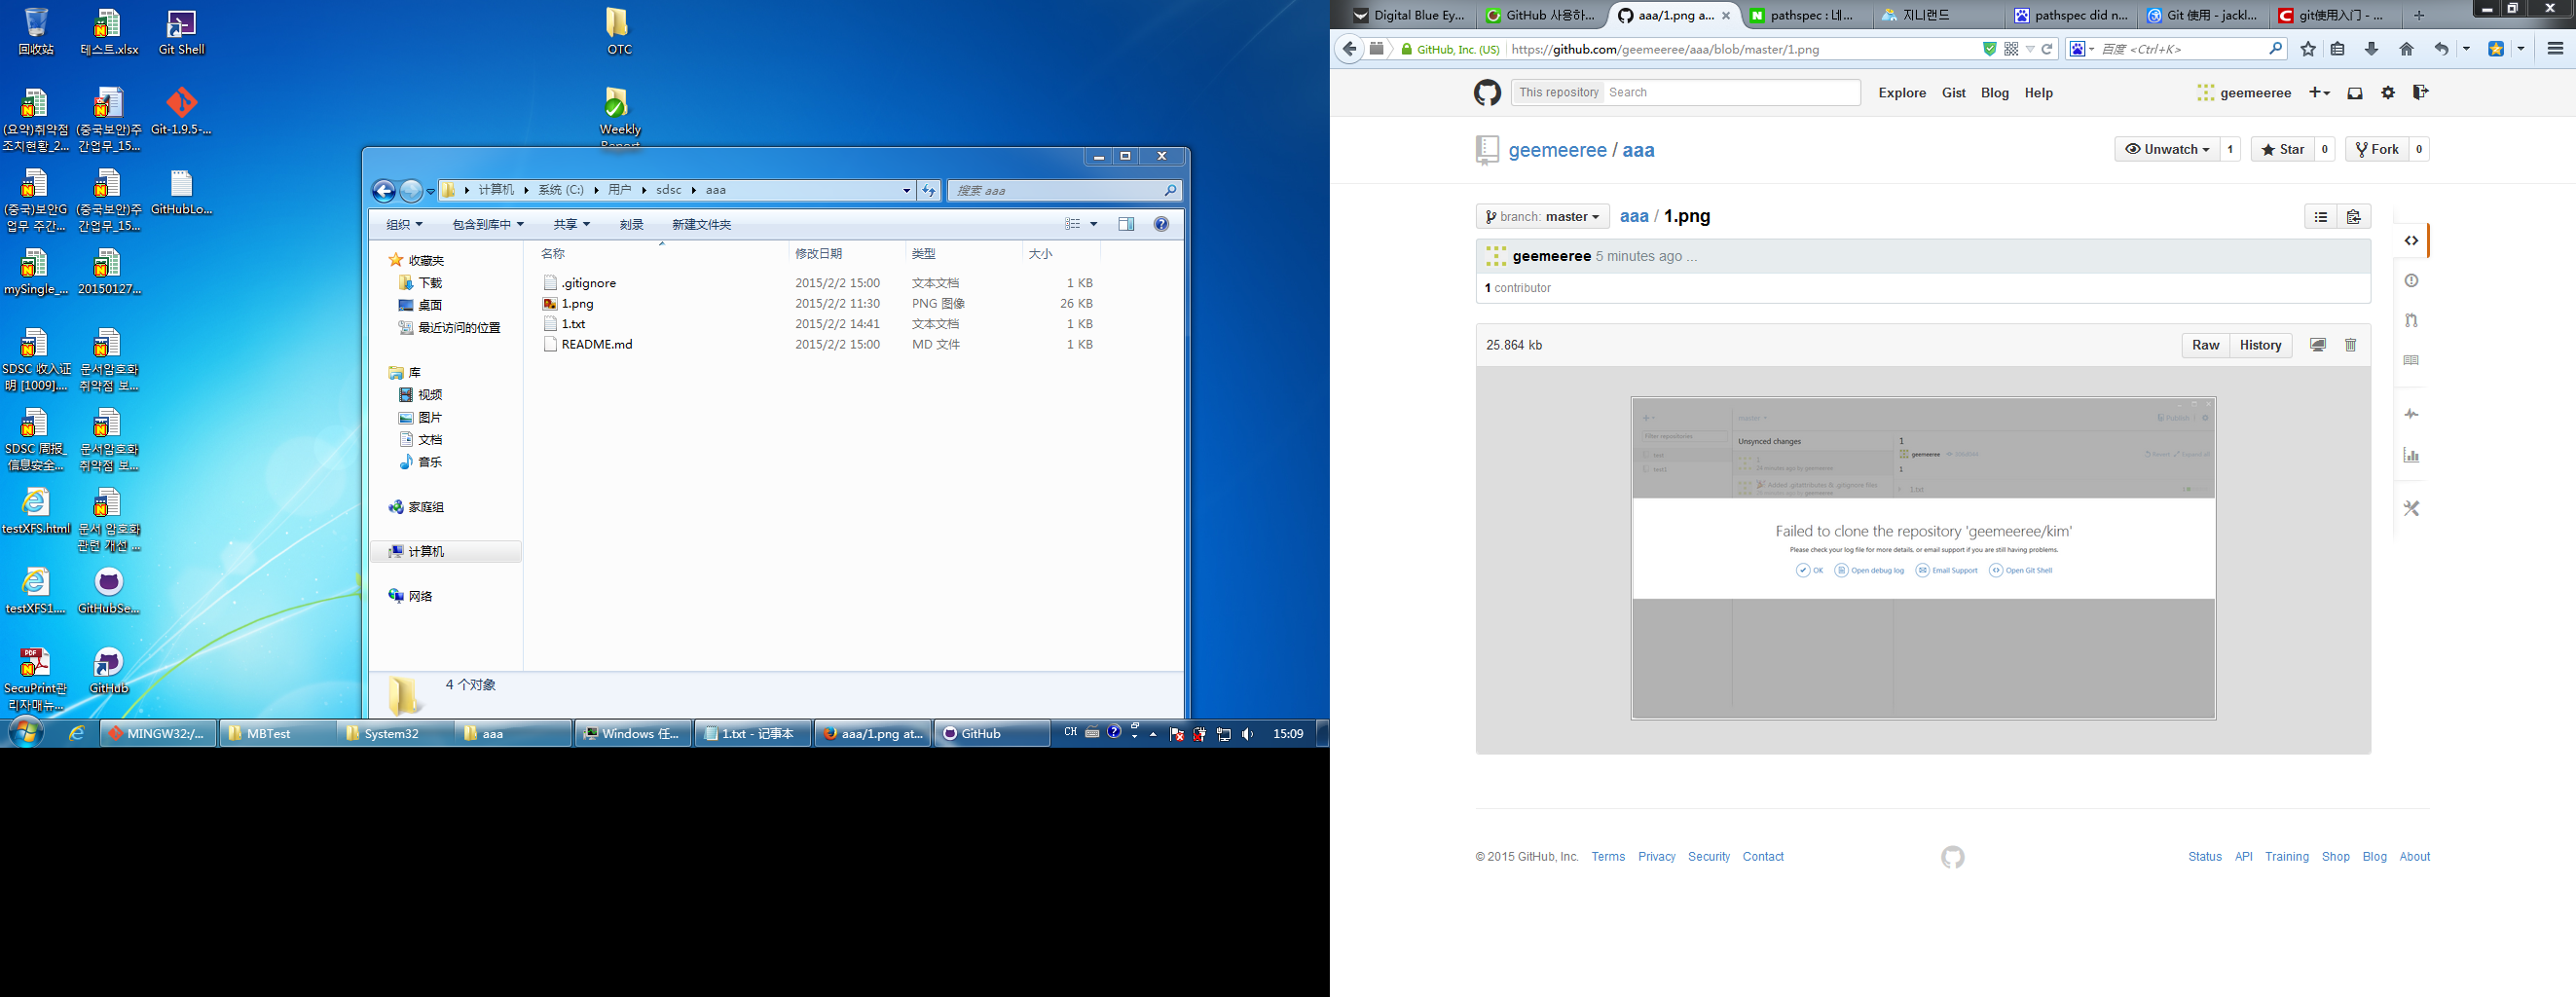 回收站
테스트.xlsx
Git Shell
(요약)취약점
조치현황_2...
(중국보안)주
간업무_15...
Git-1.9.5-...
(중국)보안G
업무 주간...
(중국보안)주
간업무_15...
GitHubLo...
mySingle_...
20150127...
SDSC 收入证
明 [1009]....
문서암호화
취약점 보...
SDSC 周报_
信息安全...
문서암호화
취약점 보...
testXFS.html
문서 암호화
관련 개선 ...
testXFS1....
GitHubSe...
SecuPrint관
리자매뉴...
GitHub
OTC
Weekly
Report
计算机
系统 (C:)
用户
sdsc
aaa
搜索 aaa
组织
包含到库中
共享
刻录
新建文件夹
收藏夹
下载
桌面
最近访问的位置
库
视频
图片
文档
音乐
家庭组
计算机
网络
名称 修改日期 类型 大小
.gitignore 2015/2/2 15:00 文本文档 1 KB
1.png 2015/2/2 11:30 PNG 图像 26 KB
1.txt 2015/2/2 14:41 文本文档 1 KB
README.md 2015/2/2 15:00 MD 文件 1 KB
4 个对象
MINGW32:/...
MBTest
System32
aaa
Windows 任...
1.txt - 记事本
aaa/1.png at...
GitHub
CH
15:09
Digital Blue Ey...
GitHub 사용하...
aaa/1.png a...
pathspec : 네...
지니랜드
pathspec did n...
Git 使用 - jackl...
git使用入门 - ...
GitHub, Inc. (US)
https://github.com/geemeeree/aaa/blob/master/1.png
百度 <Ctrl+K>
This repository
Search
Explore Gist Blog Help
geemeeree
geemeeree / aaa
Unwatch 1
Star 0
Fork 0
branch: master
aaa / 1.png
geemeeree 5 minutes ago ...
1 contributor
25.864 kb
Raw History
master
Publish
Filter repositories
Unsynced changes
1
test
1
geemeeree
Revert Expand all
test1
1
Added .gitattributes & .gitignore files
1.txt
Failed to clone the repository 'geemeeree/kim'
Please check your log file for more details, or email support if you are still having problems.
OK
Open debug log
Email Support
Open Git Shell
© 2015 GitHub, Inc. Terms Privacy Security Contact
Status API Training Shop Blog About